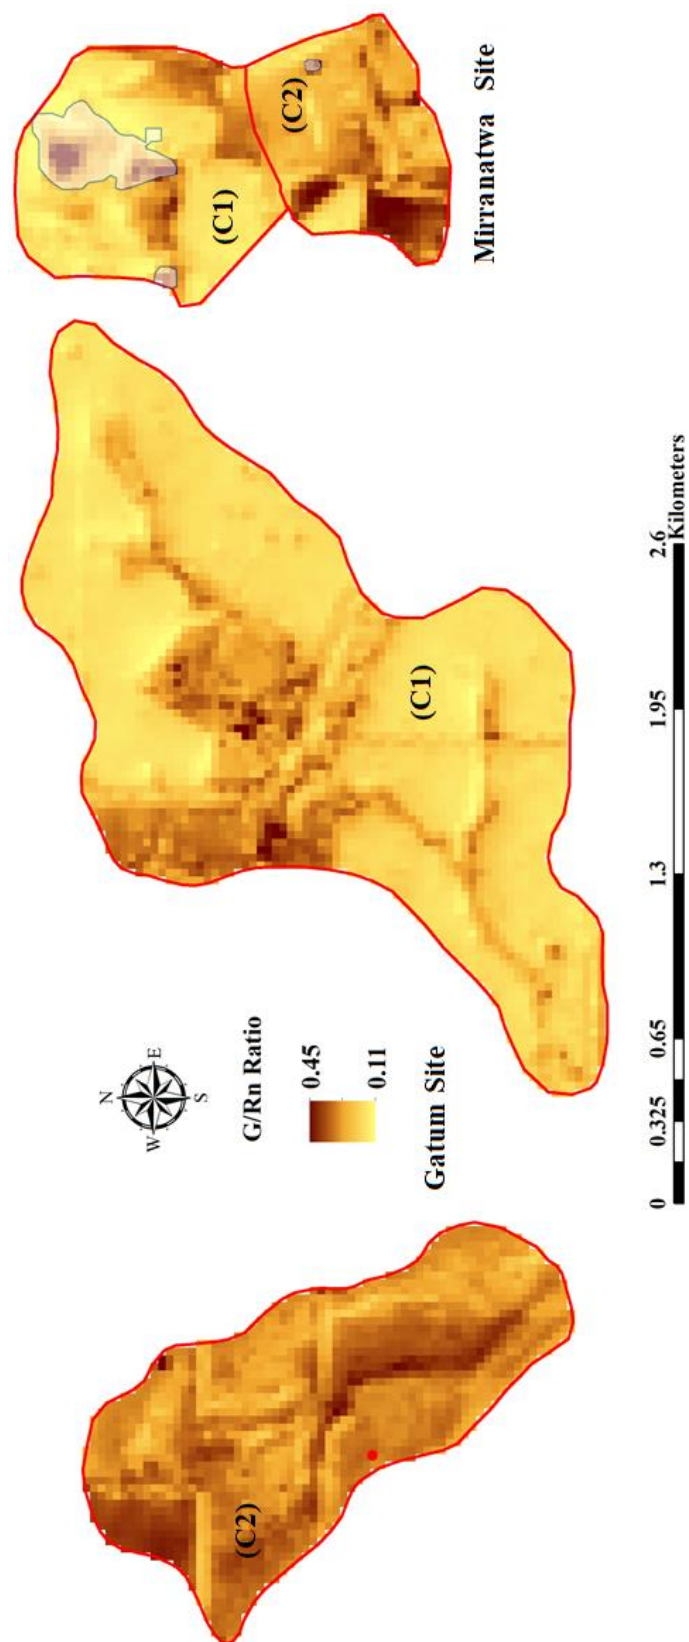 (C2)
N
W
E
S
G/Rn Ratio
0.45
0.11
Gatum Site
(C1)
(C1)
(C2)
Mirranatwa Site
0 0.325 0.65 1.3 1.95 2.6
Kilometers